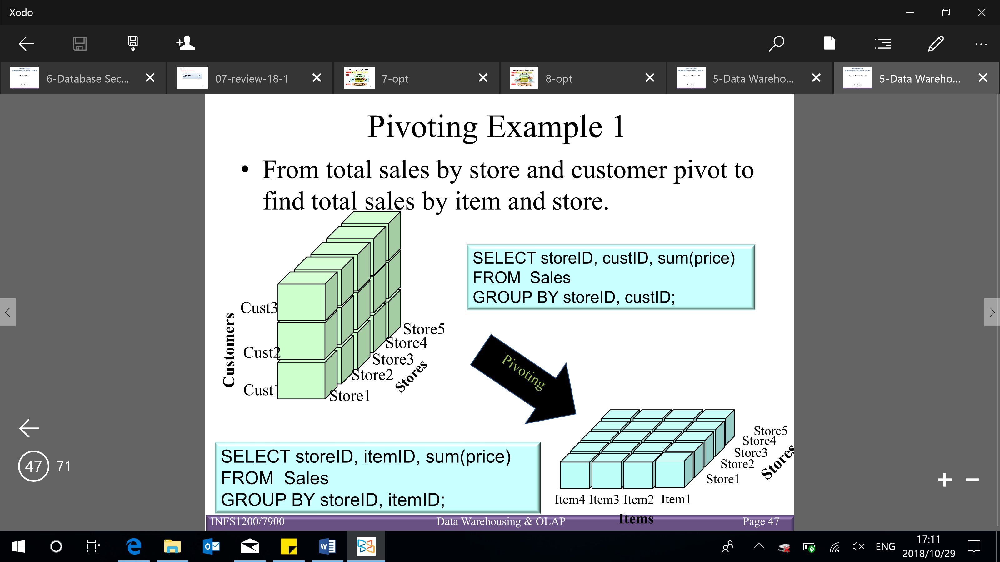 Xodo
6-Database Sec...
07-review-18-1
7-opt
8-opt
5-Data Wareho...
5-Data Wareho...
Pivoting Example 1
• From total sales by store and customer pivot to
find total sales by item and store.
SELECT storeID, custID, sum(price)
FROM Sales
GROUP BY storeID, custID;
Customers
Cust3
Cust2
Cust1
Store5
Store4
Store3
Store2
Store1
Stores
Pivoting
SELECT storeID, itemID, sum(price)
FROM Sales
GROUP BY storeID, itemID;
Store5
Store4
Store3
Store2
Store1
Stores
Item4 Item3 Item2 Item1
Items
INFS1200/7900 Data Warehousing & OLAP Page 47
47 71
ENG
17:11
2018/10/29